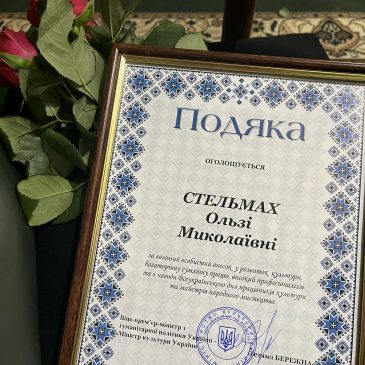 ПОДЯКА
ОГОЛОШУЄТЬСЯ
СТЕЛЬМАХ
Ользі
Миколаївні
за вагомий особистий внесок у розвиток культури,
багаторічну сумлінну працю, високий професіоналізм
та з нагоди Всеукраїнського дня працівників культури
та майстрів народного мистецтва
Віце-прем'єр-міністр з
гуманітарної політики України -
Міністр культури України
Тетяна БЕРЕЖНА